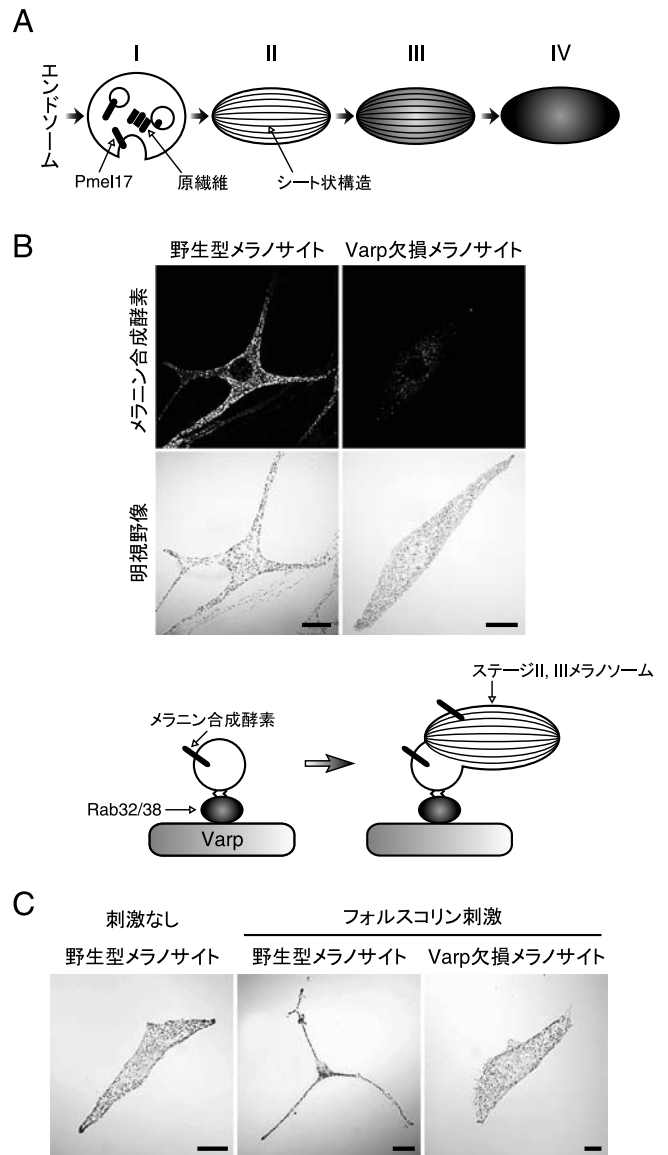 A
I
II
III
IV
エンドソーム
Pmel17
原繊維
シート状構造
B
野生型メラノサイト
Varp欠損メラノサイト
メラニン合成酵素
明視野像
ステージII, IIIメラノソーム
メラニン合成酵素
Rab32/38
Varp
C
刺激なし
フォルスコリン刺激
野生型メラノサイト
野生型メラノサイト
Varp欠損メラノサイト